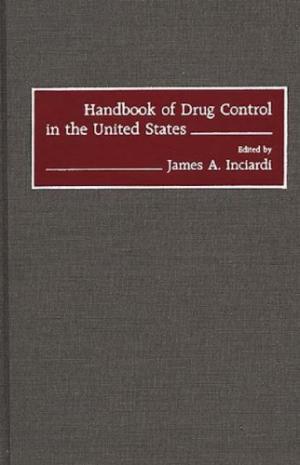 Handbook of Drug Control
in the United States
Edited by
James A. Inciardi